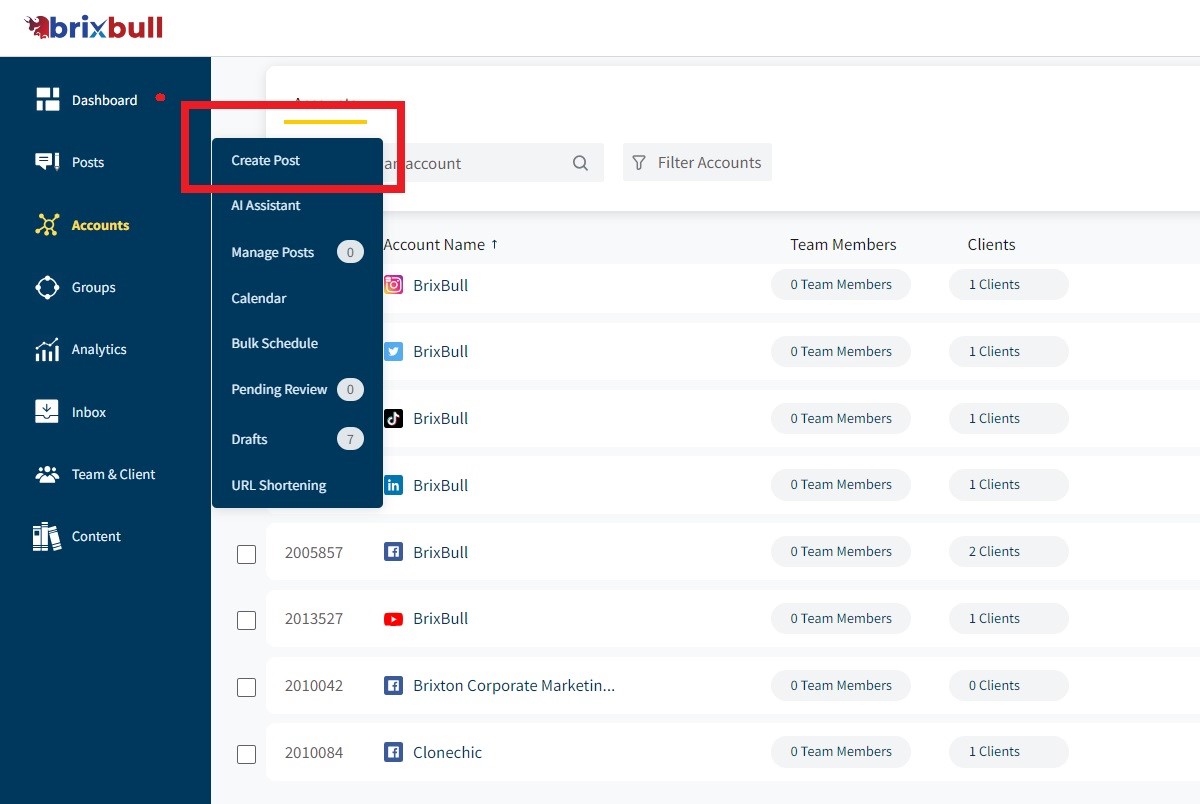 brixbull
Dashboard
Posts
Accounts
Groups
Analytics
Inbox
Team & Client
Content
Create Post
AI Assistant
Manage Posts 0
Calendar
Bulk Schedule
Pending Review 0
Drafts 7
URL Shortening
Accounts
an account
Filter Accounts
Account Name ↑ Team Members Clients
BrixBull 0 Team Members 1 Clients
BrixBull 0 Team Members 1 Clients
BrixBull 0 Team Members 1 Clients
BrixBull 0 Team Members 1 Clients
2005857 BrixBull 0 Team Members 2 Clients
2013527 BrixBull 0 Team Members 1 Clients
2010042 Brixton Corporate Marketin... 0 Team Members 0 Clients
2010084 Clonechic 0 Team Members 1 Clients